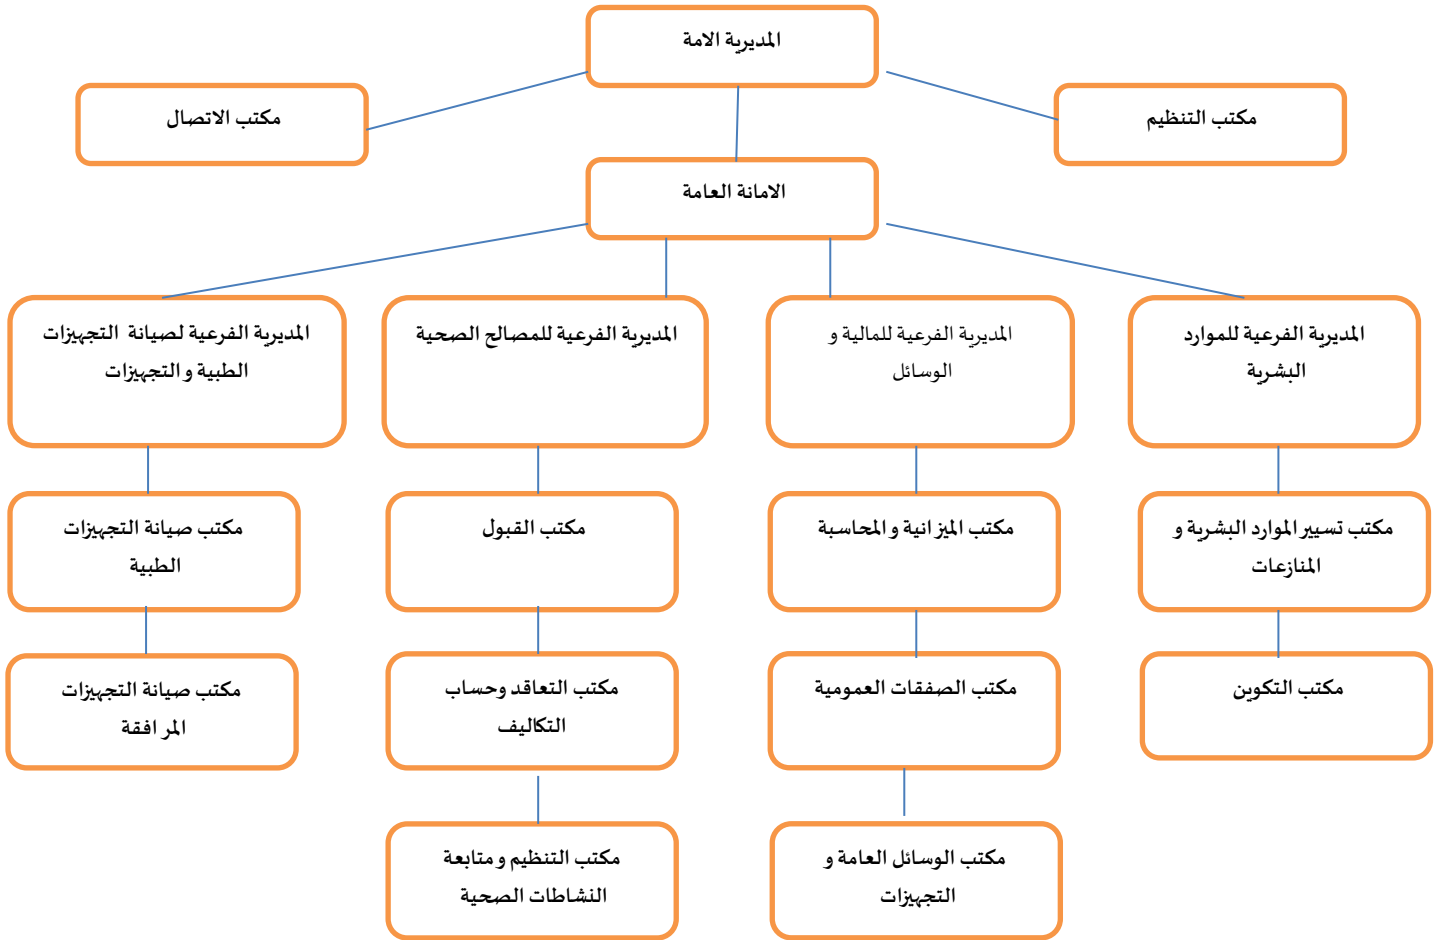 المديرية الامة
مكتب التنظيم
مكتب الاتصال
الامانة العامة
المديرية الفرعية للموارد
البشرية
المديرية الفرعية للمالية و
الوسائل
المديرية الفرعية للمصالح الصحية
المديرية الفرعية لصيانة التجهيزات
الطبية و التجهيزات
مكتب تسيير الموارد البشرية و
المنازعات
مكتب الميزانية و المحاسبة
مكتب القبول
مكتب صيانة التجهيزات
الطبية
مكتب التكوين
مكتب الصفقات العمومية
مكتب التعاقد وحساب
التكاليف
مكتب صيانة التجهيزات
المرافقة
مكتب الوسائل العامة و
التجهيزات
مكتب التنظيم و متابعة
النشاطات الصحية